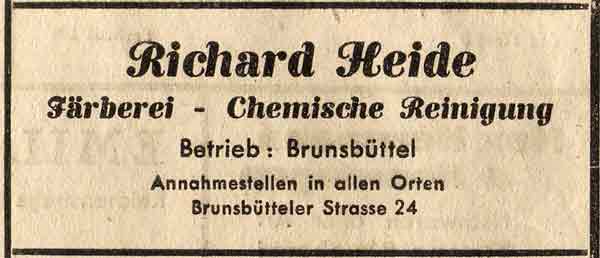 Richard Heide
Färberei - Chemische Reinigung
Betrieb: Brunsbüttel
Annahmestellen in allen Orten
Brunsbütteler Strasse 24